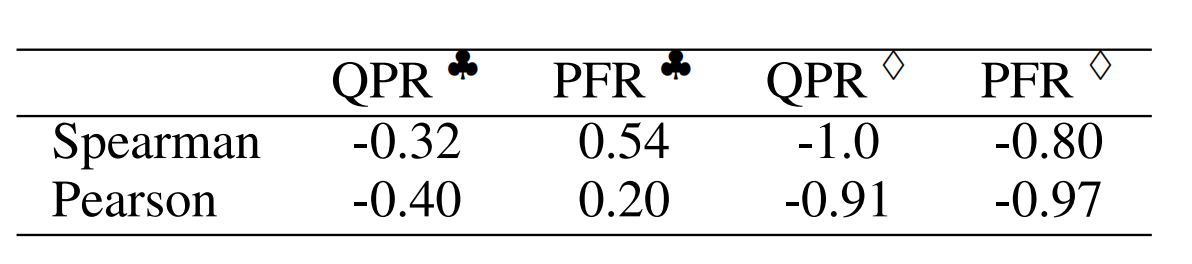 QPR ♣ PFR ♣ QPR ♢ PFR ♢
Spearman -0.32 0.54 -1.0 -0.80
Pearson -0.40 0.20 -0.91 -0.97